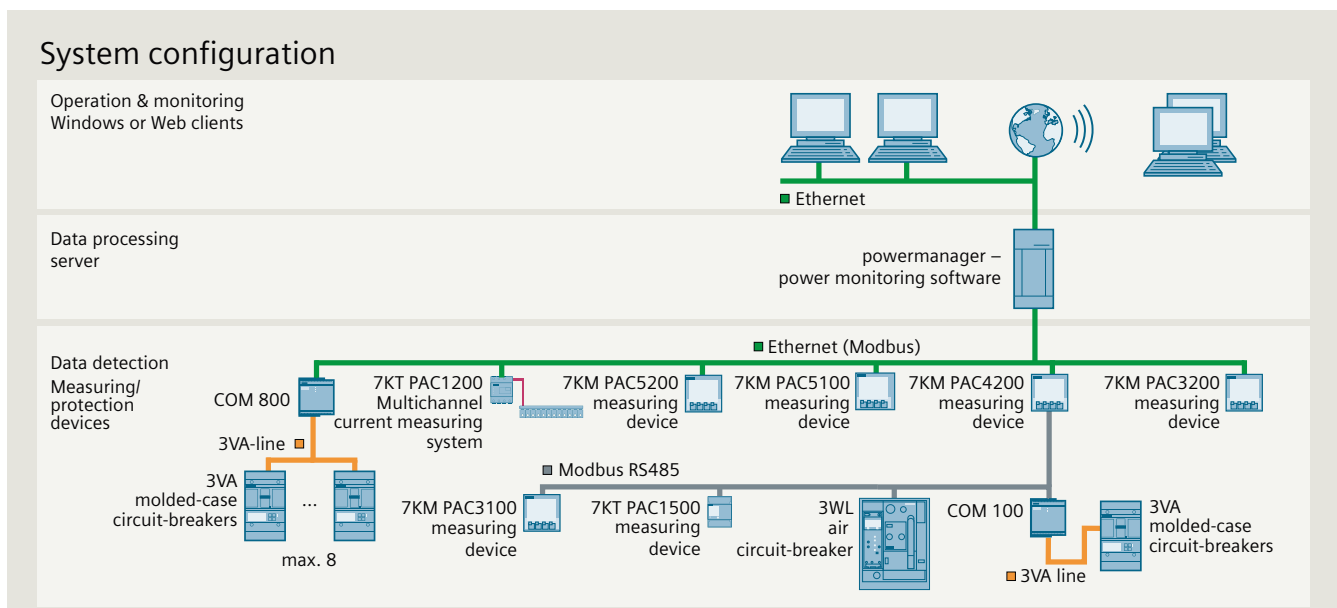 System configuration
Operation & monitoring
Windows or Web clients
Ethernet
Data processing
server
powermanager –
power monitoring software
Data detection
Measuring/
protection
devices
Ethernet (Modbus)
COM 800
7KT PAC1200
Multichannel
current measuring
system
7KM PAC5200
measuring
device
7KM PAC5100
measuring
device
7KM PAC4200
measuring
device
7KM PAC3200
measuring
device
3VA-line
3VA
molded-case
circuit-breakers
...
max. 8
Modbus RS485
7KM PAC3100
measuring
device
7KT PAC1500
measuring
device
3WL
air
circuit-breaker
COM 100
3VA
molded-case
circuit-breakers
3VA line